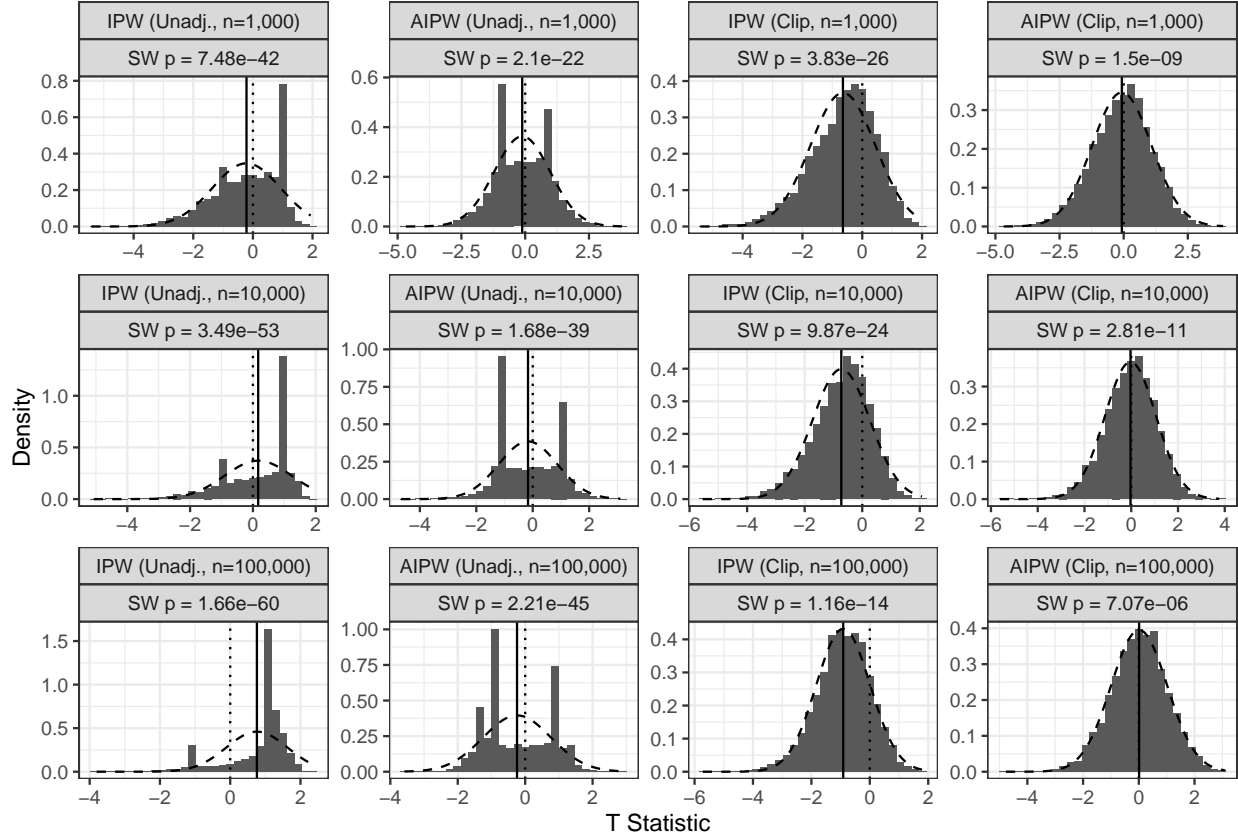 IPW (Unadj., n=1,000)
SW p = 7.48e−42
0.8
0.6
0.4
0.2
0.0
−4 −2 0 2
AIPW (Unadj., n=1,000)
SW p = 2.1e−22
0.6
0.4
0.2
0.0
−5.0 −2.5 0.0 2.5
IPW (Clip, n=1,000)
SW p = 3.83e−26
0.4
0.3
0.2
0.1
0.0
−4 −2 0 2
AIPW (Clip, n=1,000)
SW p = 1.5e−09
0.3
0.2
0.1
0.0
−5.0 −2.5 0.0 2.5
IPW (Unadj., n=10,000)
SW p = 3.49e−53
1.0
0.5
0.0
−4 −2 0 2
AIPW (Unadj., n=10,000)
SW p = 1.68e−39
1.00
0.75
0.50
0.25
0.00
−4 −2 0 2
IPW (Clip, n=10,000)
SW p = 9.87e−24
0.4
0.3
0.2
0.1
0.0
−6 −4 −2 0 2
AIPW (Clip, n=10,000)
SW p = 2.81e−11
0.3
0.2
0.1
0.0
−6 −4 −2 0 2 4
IPW (Unadj., n=100,000)
SW p = 1.66e−60
1.5
1.0
0.5
0.0
−4 −2 0 2
AIPW (Unadj., n=100,000)
SW p = 2.21e−45
1.00
0.75
0.50
0.25
0.00
−4 −2 0 2
IPW (Clip, n=100,000)
SW p = 1.16e−14
0.4
0.3
0.2
0.1
0.0
−6 −4 −2 0 2
AIPW (Clip, n=100,000)
SW p = 7.07e−06
0.4
0.3
0.2
0.1
0.0
−4 −2 0 2
Density
T Statistic